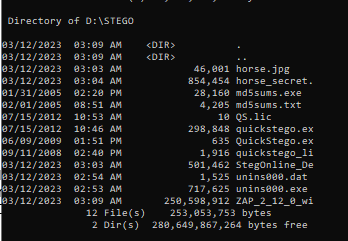 Directory of D:\STEGO
03/12/2023 03:09 AM <DIR> .
03/12/2023 03:09 AM <DIR> ..
03/12/2023 03:03 AM 46,001 horse.jpg
03/12/2023 03:04 AM 854,454 horse_secret.
01/31/2005 02:20 PM 28,160 md5sums.exe
02/01/2005 08:51 AM 4,205 md5sums.txt
07/15/2012 10:53 AM 10 QS.lic
07/15/2012 10:46 AM 298,848 quickstego.ex
06/09/2009 01:51 PM 635 QuickStego.ex
09/11/2008 02:40 PM 1,916 quickstego_li
03/12/2023 03:03 AM 501,462 StegOnline_De
03/12/2023 02:54 AM 1,525 unins000.dat
03/12/2023 02:53 AM 717,625 unins000.exe
03/12/2023 03:09 AM 250,598,912 ZAP_2_12_0_wi
12 File(s) 253,053,753 bytes
2 Dir(s) 280,649,867,264 bytes free